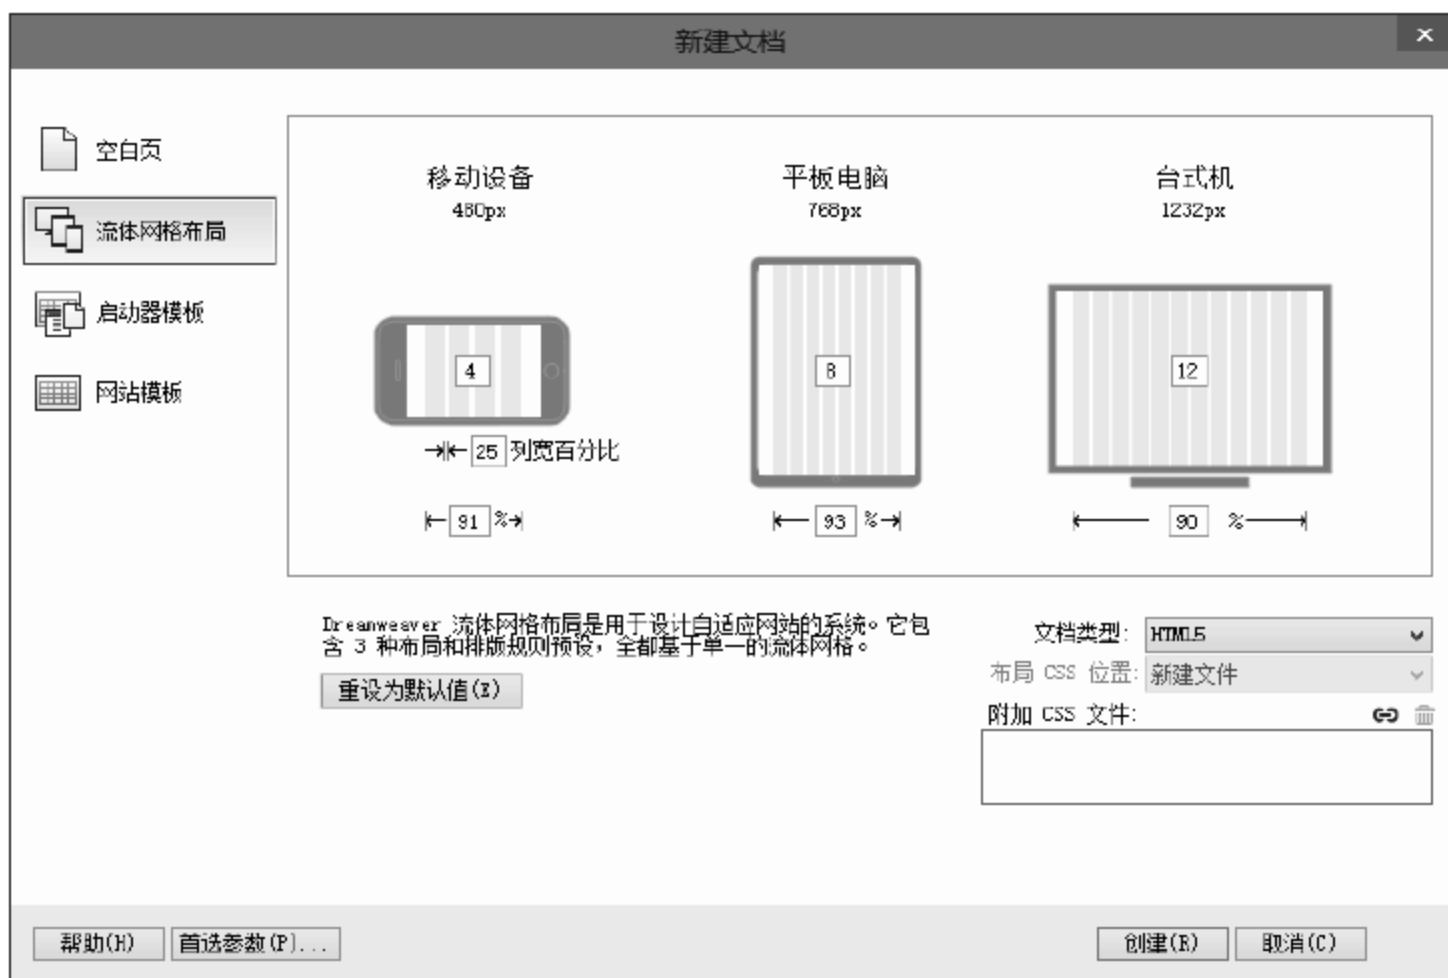 新建文档
×
空白页
流体网格布局
启动器模板
网站模板
移动设备
480px
平板电脑
768px
台式机
1232px
4
8
12
25 列宽百分比
91 %
93 %
90 %
Dreamweaver 流体网格布局是用于设计自适应网站的系统。它包
含 3 种布局和排版规则预设，全都基于单一的流体网格。
重设为默认值(E)
文档类型: HTML5
布局 CSS 位置: 新建文件
附加 CSS 文件:
帮助(H)
首选参数(P)...
创建(R)
取消(C)